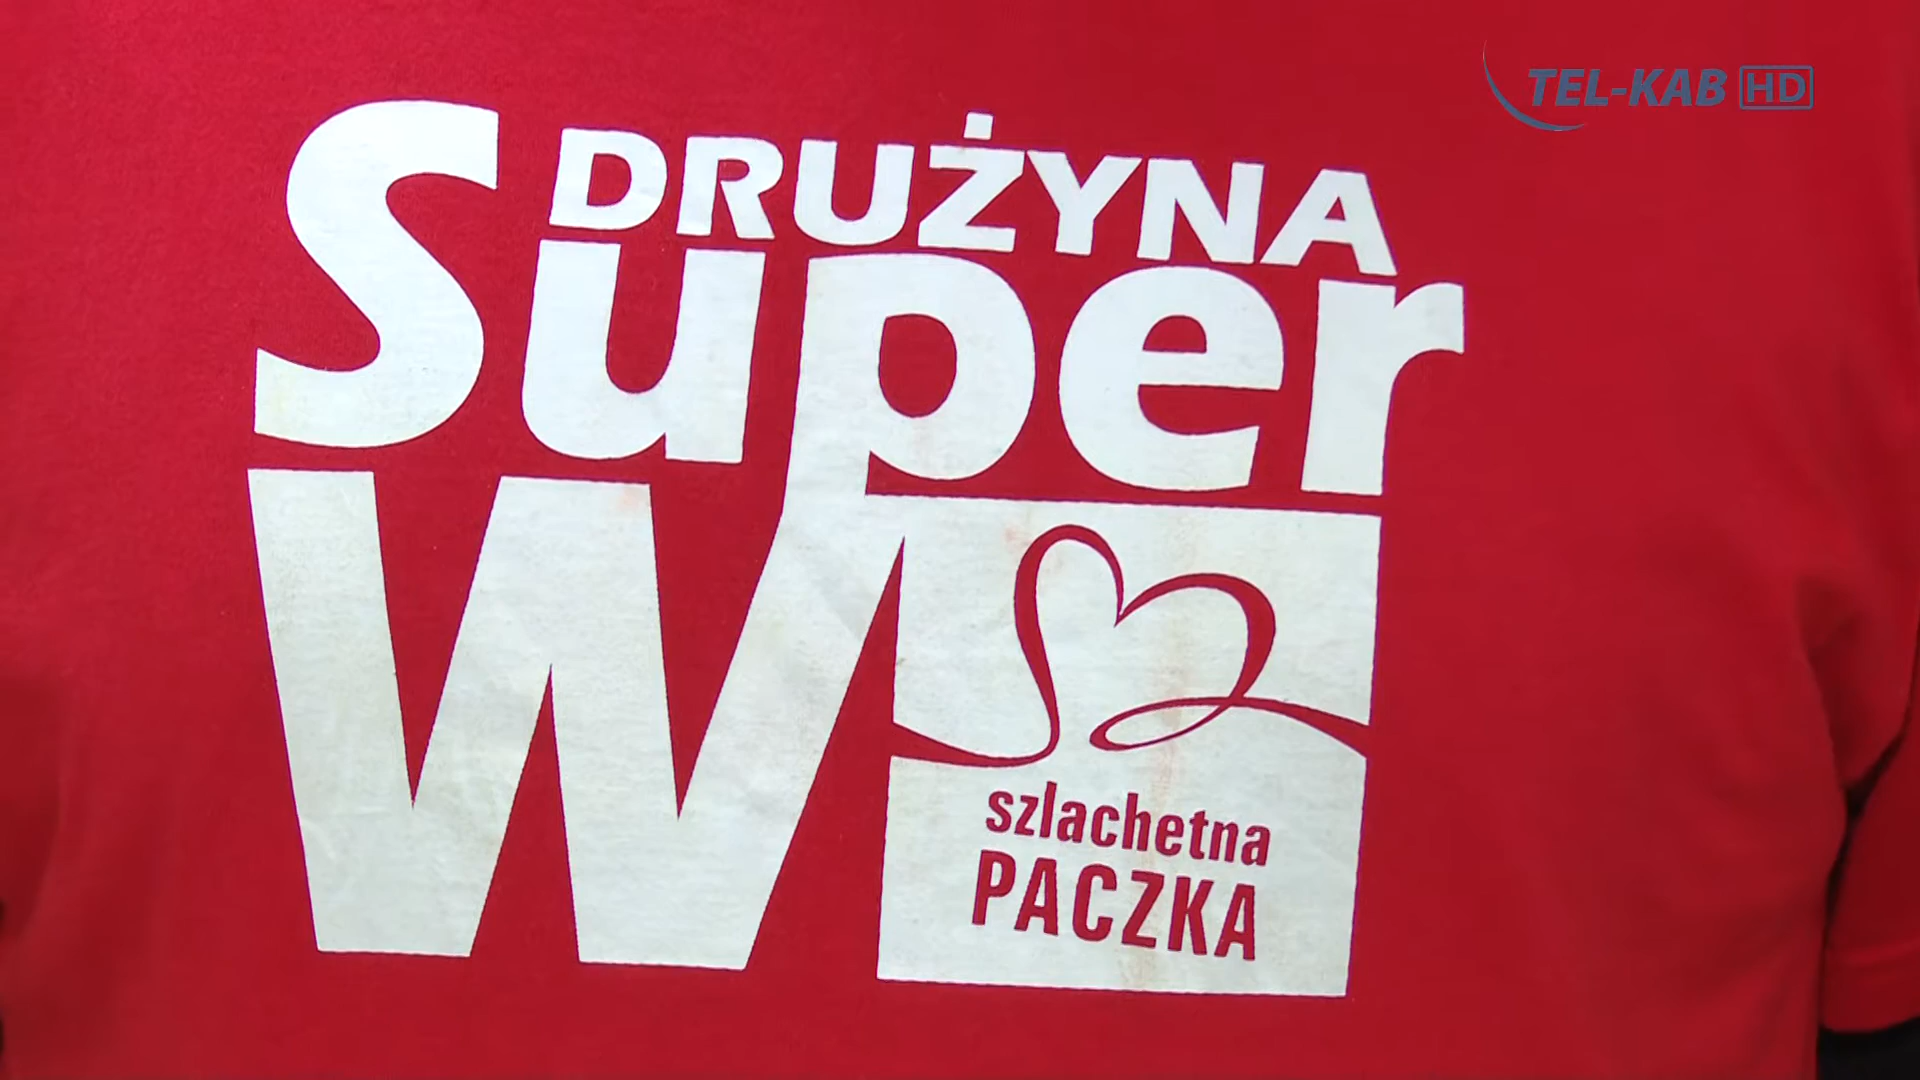 TEL-KAB HD
DRUŻYNA
Super
W
szlachetna
PACZKA